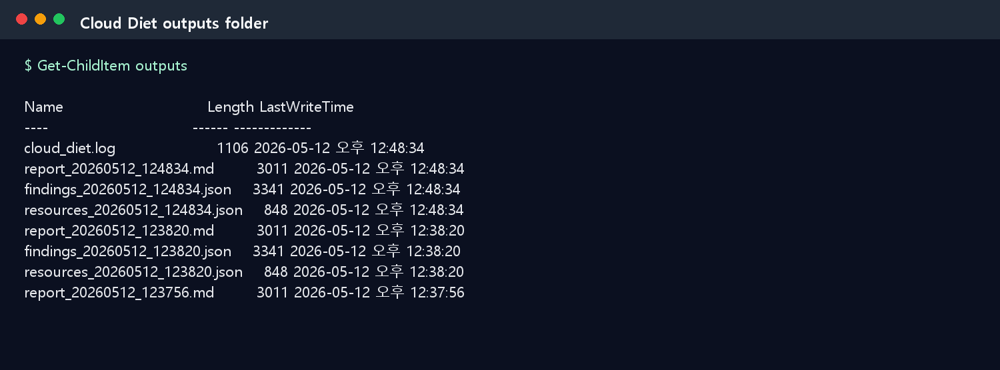 Cloud Diet outputs folder
$ Get-ChildItem outputs
Name Length LastWriteTime
---- ------ -------------
cloud_diet.log 1106 2026-05-12 오후 12:48:34
report_20260512_124834.md 3011 2026-05-12 오후 12:48:34
findings_20260512_124834.json 3341 2026-05-12 오후 12:48:34
resources_20260512_124834.json 848 2026-05-12 오후 12:48:34
report_20260512_123820.md 3011 2026-05-12 오후 12:38:20
findings_20260512_123820.json 3341 2026-05-12 오후 12:38:20
resources_20260512_123820.json 848 2026-05-12 오후 12:38:20
report_20260512_123756.md 3011 2026-05-12 오후 12:37:56